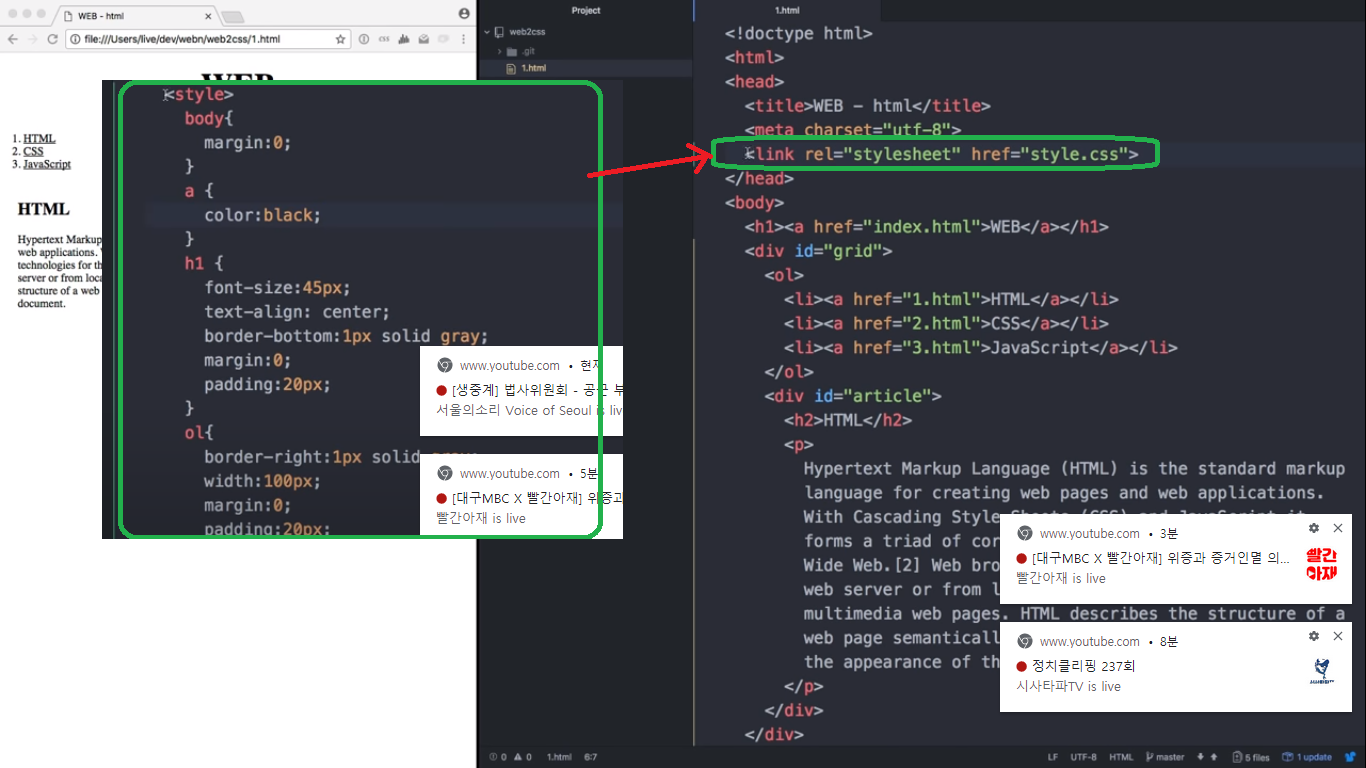 WEB - html
file:///Users/live/dev/webn/web2css/1.html
WEB
1. HTML
2. CSS
3. JavaScript
HTML
Hypertext Markup
web applications.
technologies for th
server or from loca
structure of a web
document.
<style>
body{
margin:0;
}
a {
color:black;
}
h1 {
font-size:45px;
text-align: center;
border-bottom:1px solid gray;
margin:0;
padding:20px;
}
ol{
border-right:1px solid
width:100px;
margin:0;
padding:20px;
www.youtube.com • 현재
[생중계] 법사위원회 - 공군 부
서울의소리 Voice of Seoul is liv
www.youtube.com • 5분
[대구MBC X 빨간아재] 위증과
빨간아재 is live
Project
web2css
.git
1.html
1.html
<!doctype html>
<html>
<head>
<title>WEB - html</title>
<meta charset="utf-8">
<link rel="stylesheet" href="style.css">
</head>
<body>
<h1><a href="index.html">WEB</a></h1>
<div id="grid">
<ol>
<li><a href="1.html">HTML</a></li>
<li><a href="2.html">CSS</a></li>
<li><a href="3.html">JavaScript</a></li>
</ol>
<div id="article">
<h2>HTML</h2>
<p>
Hypertext Markup Language (HTML) is the standard markup
language for creating web pages and web applications.
With Cascading Style Sheets (CSS) and JavaScript it
forms a triad of cor
Wide Web.[2] Web bro
web server or from l
multimedia web pages. HTML describes the structure of a
web page semanticall
the appearance of th
</p>
</div>
</div>
www.youtube.com • 3분
[대구MBC X 빨간아재] 위증과 증거인멸 의...
빨간아재 is live
빨간
아재
www.youtube.com • 8분
정치클리핑 237회
시사타파TV is live
0 0 1.html 6:7
LF UTF-8 HTML master 5 files 1 update